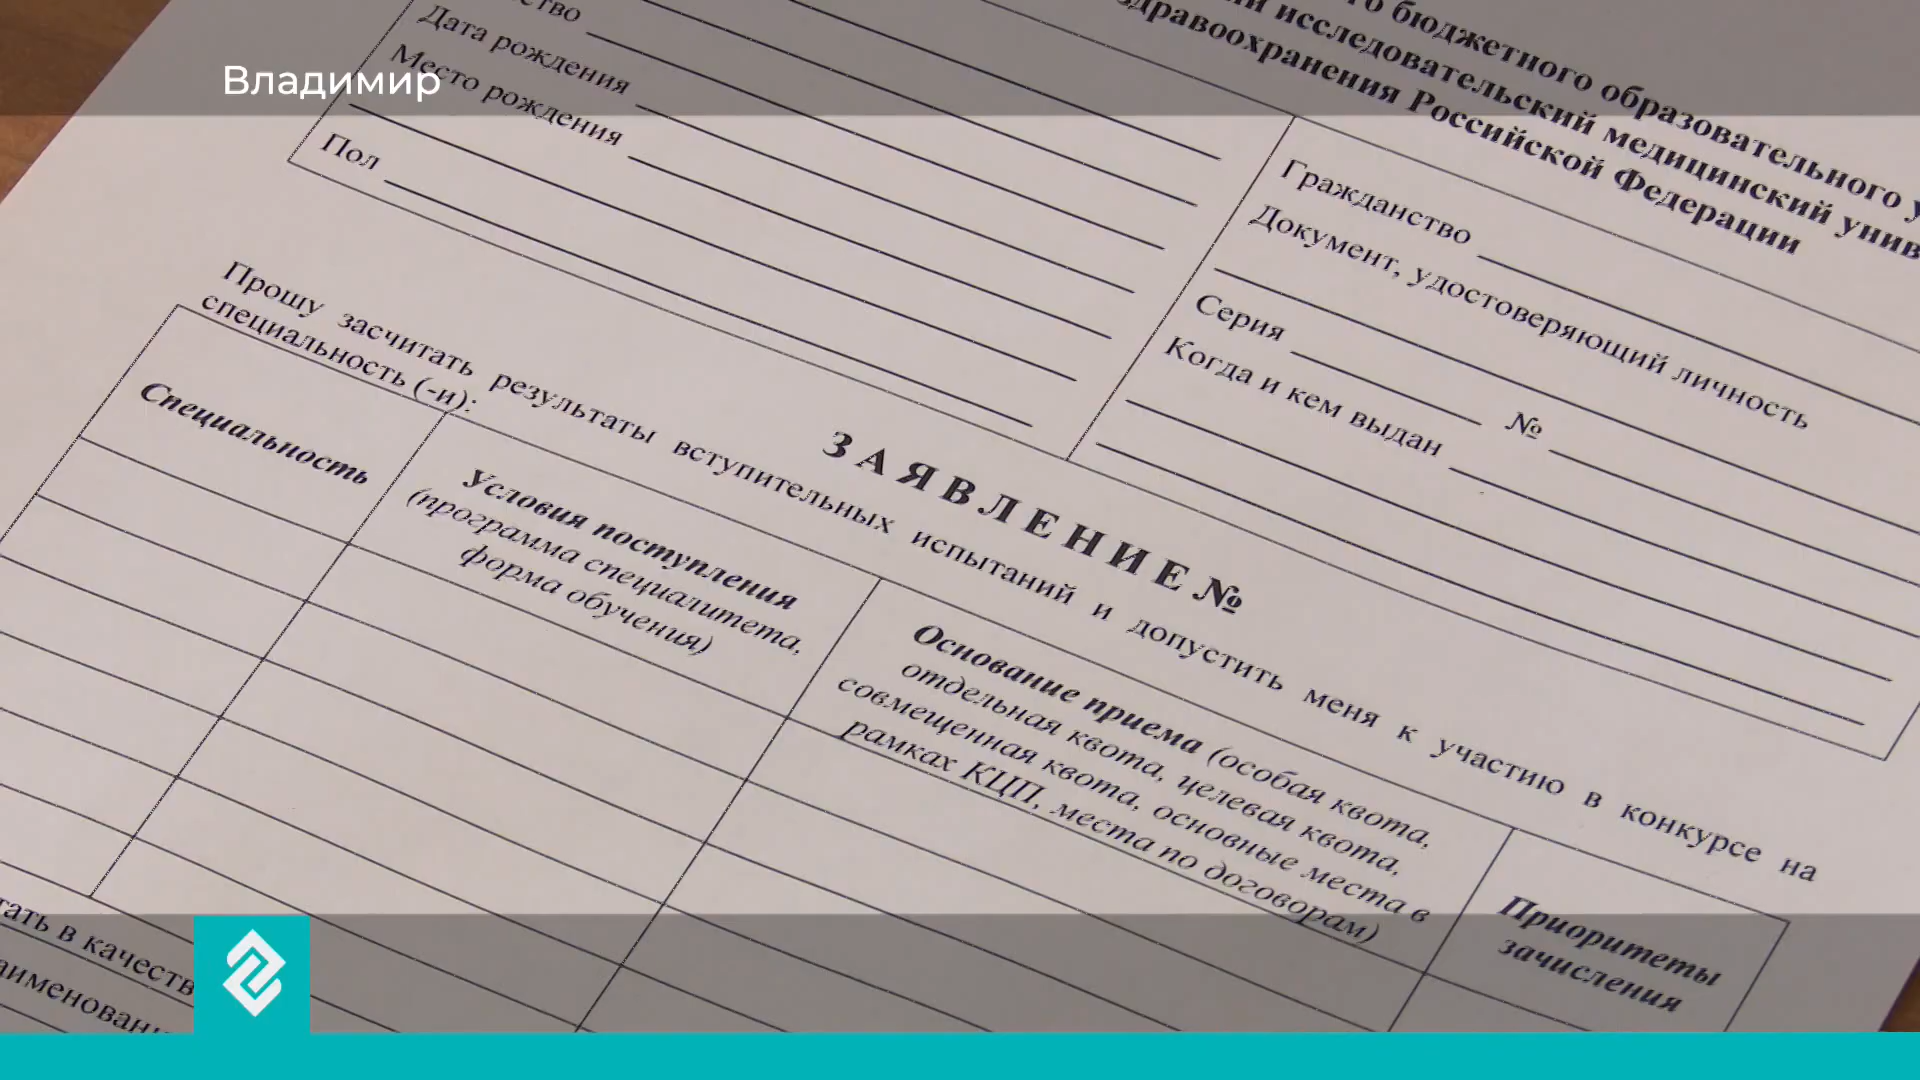 Владимир
бюджетного образовательного
исследовательский медицинский
здравоохранения Российской Федерации
Дата рождения
Место рождения
Пол
Гражданство
Документ, удостоверяющий личность
Серия № 
Когда и кем выдан
ЗАЯВЛЕНИЕ №
Прошу засчитать результаты вступительных испытаний и допустить меня к участию в конкурсе на
специальность (-и):
Специальность
Условия поступления
(программа специалитета,
форма обучения)
Основание приема (особая квота,
отдельная квота, целевая квота,
совмещенная квота, основные места в
рамках КЦП, места по договорам)
Приоритеты
зачисления
в качеств